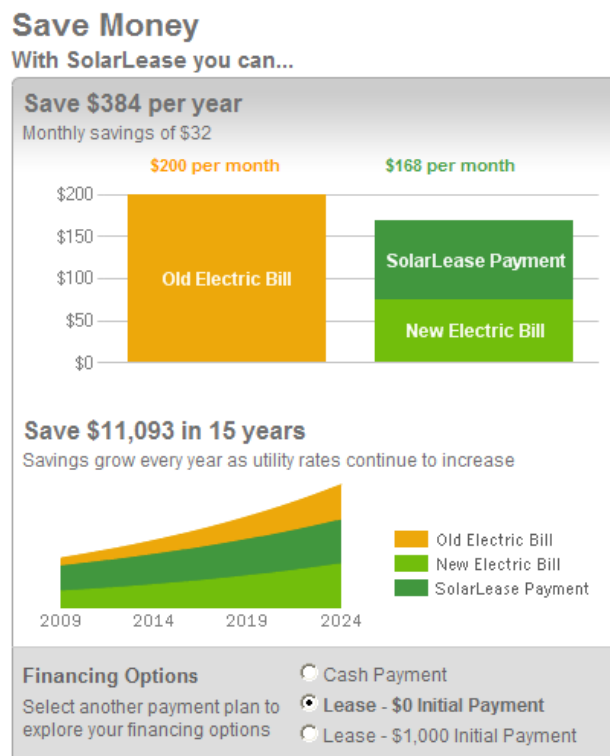 Save Money
With SolarLease you can...
Save $384 per year
Monthly savings of $32
$200 per month
$168 per month
$200
$150
$100
$50
$0
Old Electric Bill
SolarLease Payment
New Electric Bill
Save $11,093 in 15 years
Savings grow every year as utility rates continue to increase
Old Electric Bill
New Electric Bill
SolarLease Payment
2009 2014 2019 2024
Financing Options
Select another payment plan to
explore your financing options
Cash Payment
Lease - $0 Initial Payment
Lease - $1,000 Initial Payment